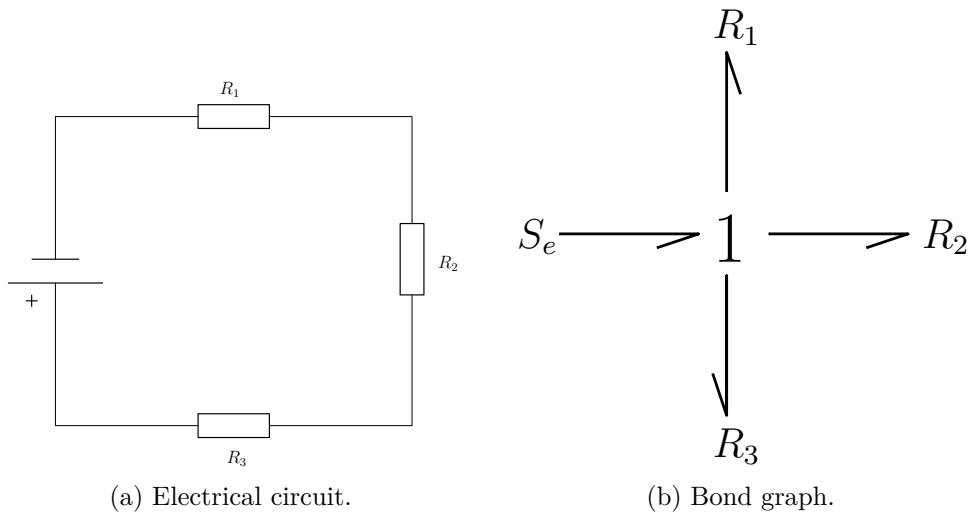 R₁
R₂
+
R₃
(a) Electrical circuit.
R₁
Sₑ 1 R₂
R₃
(b) Bond graph.